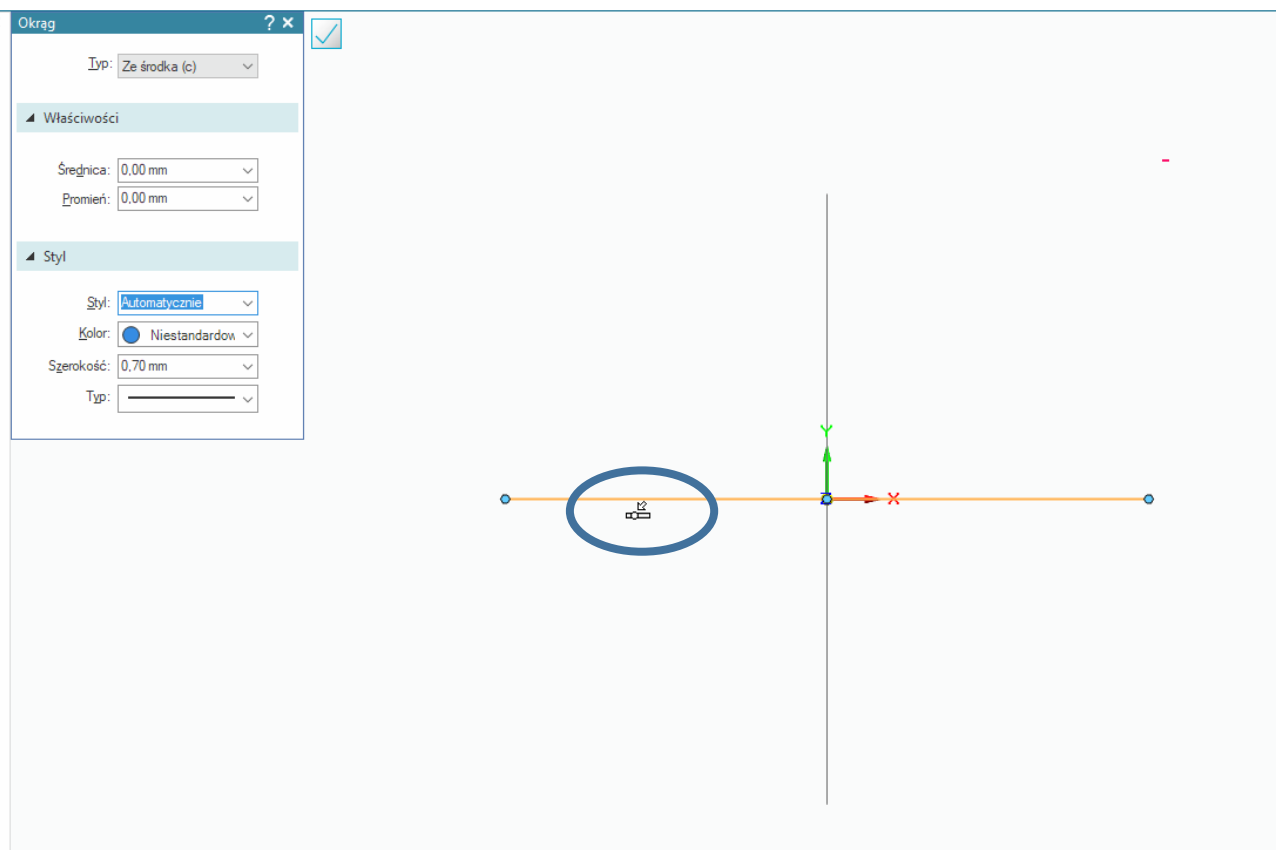 Okrąg ? ×
Typ: Ze środka (c)
Właściwości
Średnica: 0,00 mm
Promień: 0,00 mm
Styl
Styl: Automatycznie
Kolor: Niestandardow
Szerokość: 0,70 mm
Typ:
Y
Z X